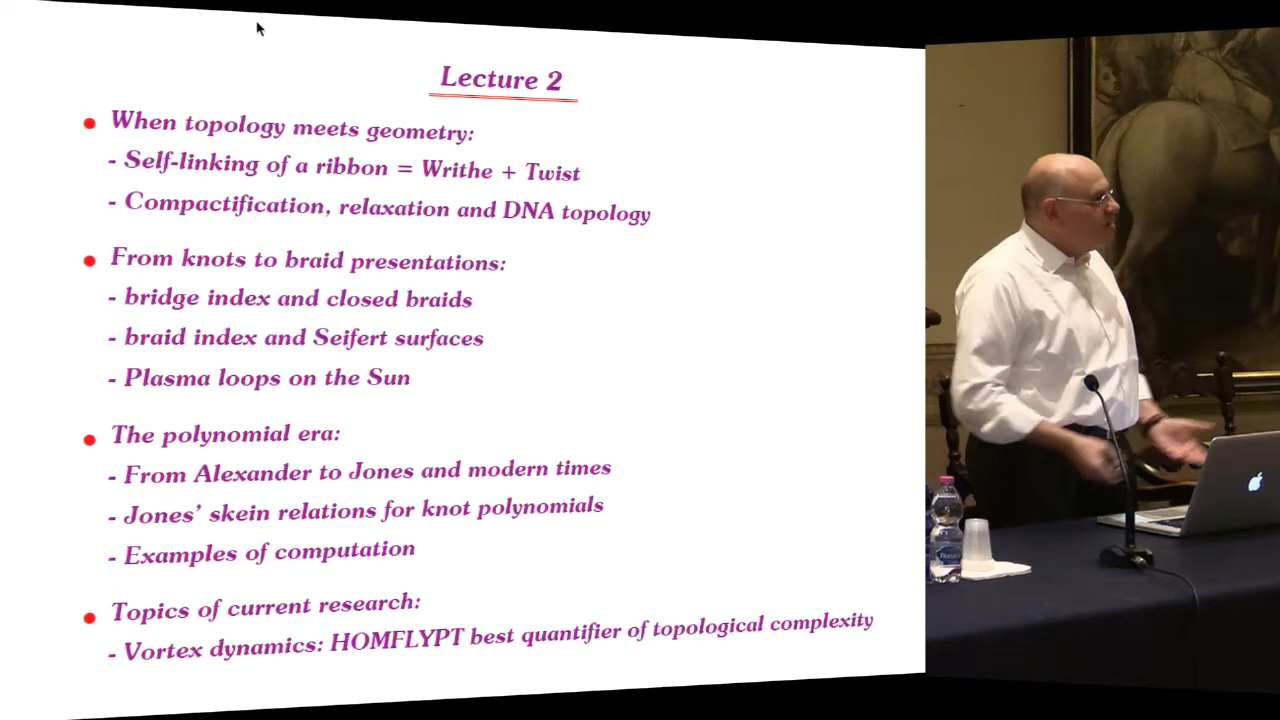 Lecture 2
• When topology meets geometry:
- Self-linking of a ribbon = Writhe + Twist
- Compactification, relaxation and DNA topology
• From knots to braid presentations:
- bridge index and closed braids
- braid index and Seifert surfaces
- Plasma loops on the Sun
• The polynomial era:
- From Alexander to Jones and modern times
- Jones’ skein relations for knot polynomials
- Examples of computation
• Topics of current research:
- Vortex dynamics: HOMFLYPT best quantifier of topological complexity